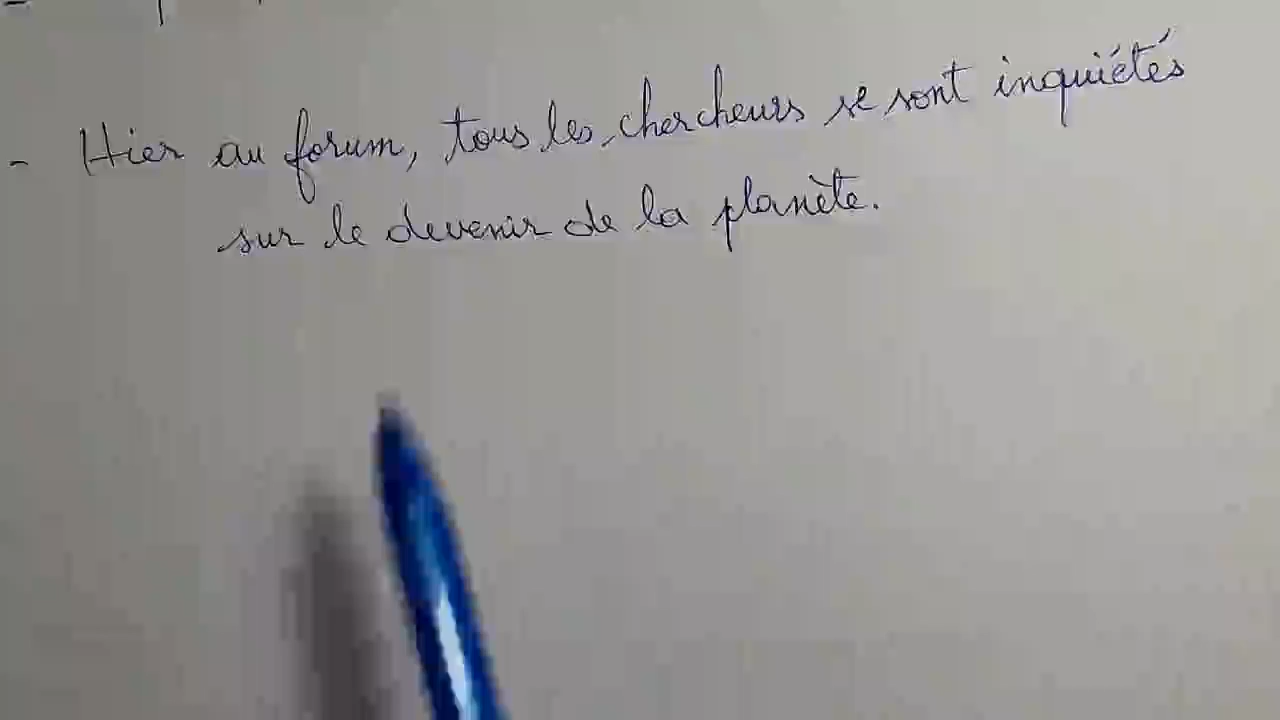 - Hier au forum, tous les chercheurs se sont inquiétés
sur le devenir de la planète.